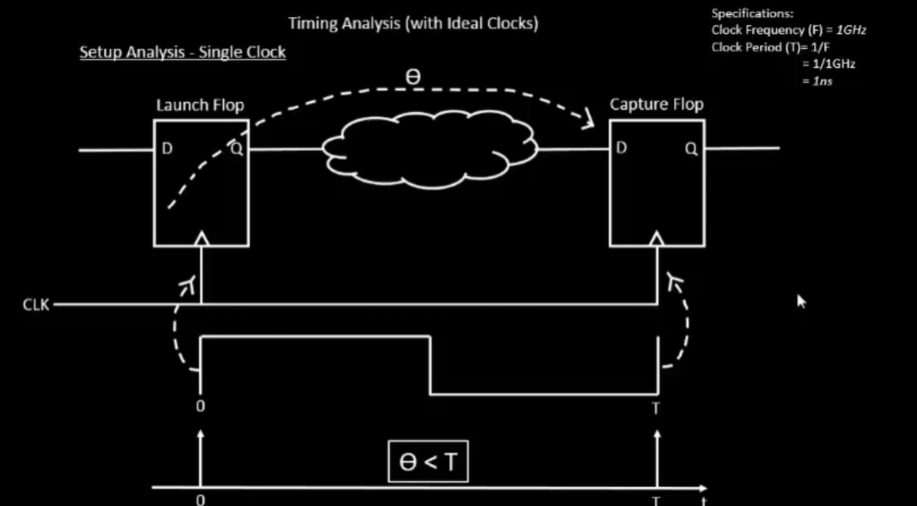 Timing Analysis (with Ideal Clocks)
Specifications:
Clock Frequency (F) = 1GHz
Clock Period (T)= 1/F
= 1/1GHz
= 1ns
Setup Analysis - Single Clock
Θ
Launch Flop
Capture Flop
D
Q
D
Q
CLK
0
T
Θ < T
0
T
t